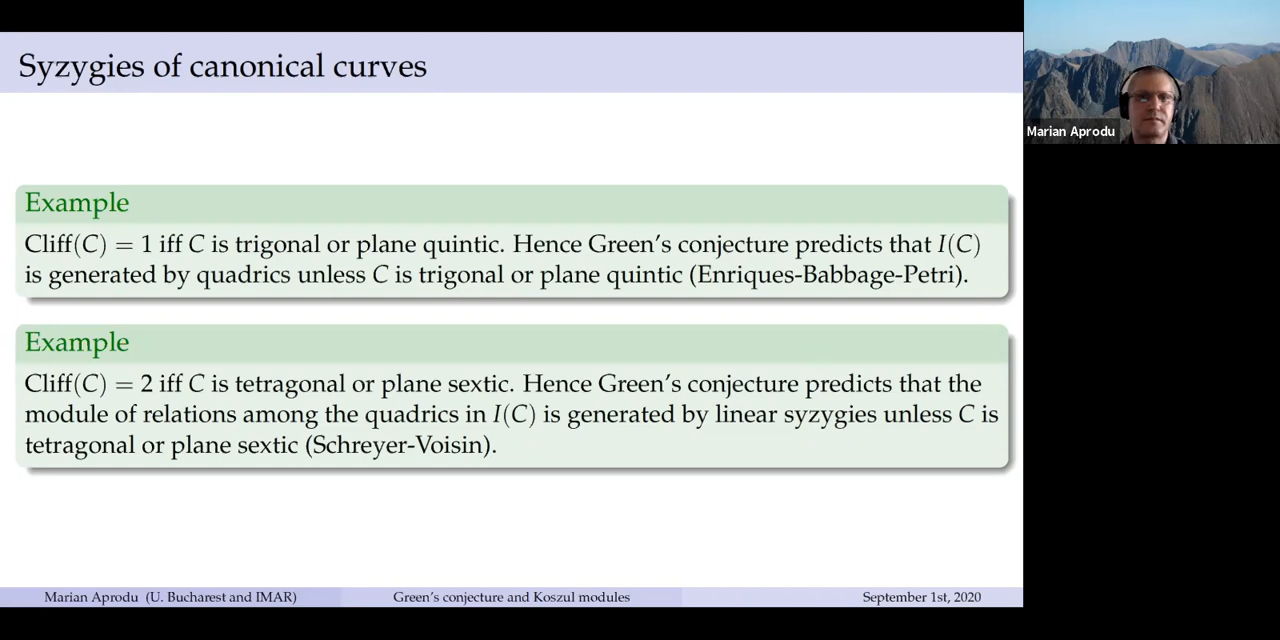 Syzygies of canonical curves
Example
Cliff(C) = 1 iff C is trigonal or plane quintic. Hence Green's conjecture predicts that I(C)
is generated by quadrics unless C is trigonal or plane quintic (Enriques-Babbage-Petri).
Example
Cliff(C) = 2 iff C is tetragonal or plane sextic. Hence Green's conjecture predicts that the
module of relations among the quadrics in I(C) is generated by linear syzygies unless C is
tetragonal or plane sextic (Schreyer-Voisin).
Marian Aprodu (U. Bucharest and IMAR)
Green's conjecture and Koszul modules
September 1st, 2020
Marian Aprodu